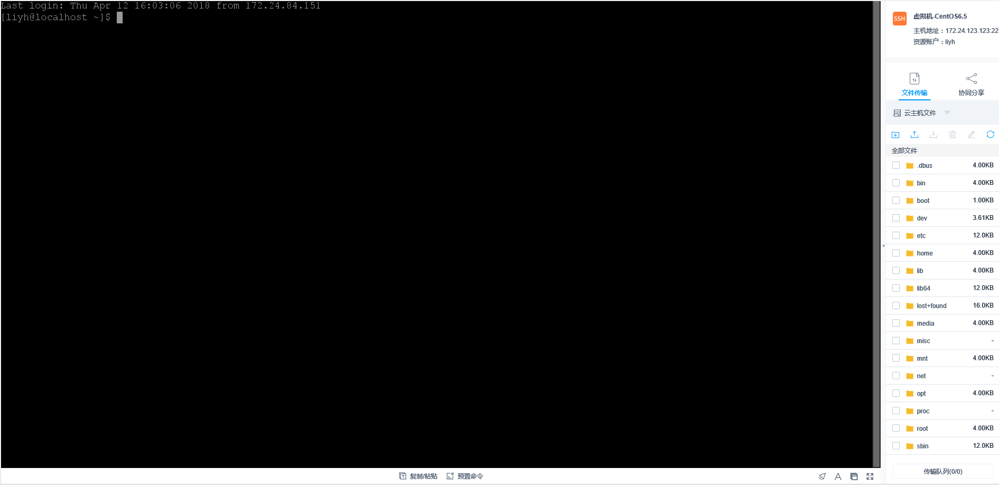 Last login: Thu Apr 12 16:03:06 2018 from 172.24.84.151
[liyh@localhost ~]$
SSH
虚拟机-CentOS6.5
主机地址：172.24.123.123:22
资源账户：liyh
文件传输
协同分享
云主机文件
全部文件
.dbus 4.00KB
bin 4.00KB
boot 1.00KB
dev 3.61KB
etc 12.0KB
home 4.00KB
lib 4.00KB
lib64 12.0KB
lost+found 16.0KB
media 4.00KB
misc -
mnt 4.00KB
net -
opt 4.00KB
proc -
root 4.00KB
sbin 12.0KB
传输队列(0/0)
复制/粘贴 预置命令